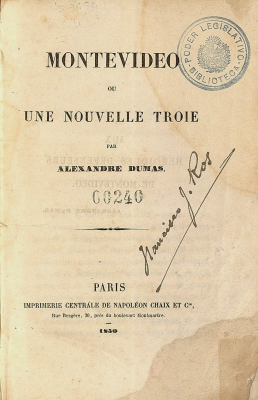 PODER LEGISLATIVO
BIBLIOTECA
MONTEVIDEO
OU
UNE NOUVELLE TROIE
PAR
ALEXANDRE DUMAS.
00240
Francisco J. Ros
PARIS
IMPRIMERIE CENTRALE DE NAPOLÉON CHAIX ET Cie,
Rue Bergère, 20, près du boulevart Montmartre.
1850